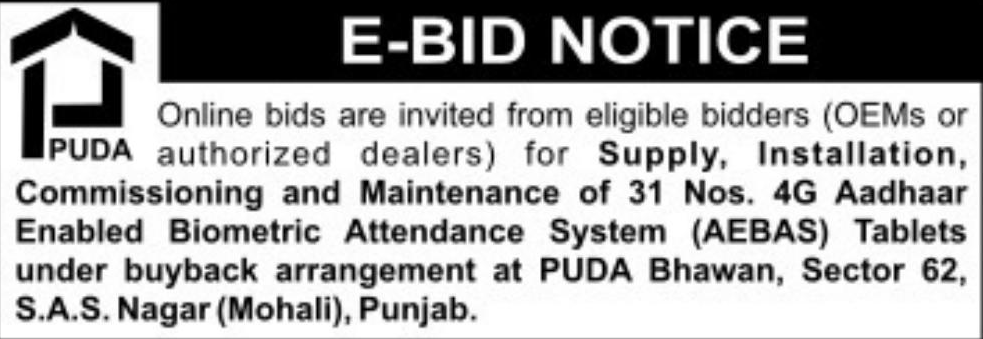 E-BID NOTICE
PUDA
Online bids are invited from eligible bidders (OEMs or
authorized dealers) for Supply, Installation,
Commissioning and Maintenance of 31 Nos. 4G Aadhaar
Enabled Biometric Attendance System (AEBAS) Tablets
under buyback arrangement at PUDA Bhawan, Sector 62,
S.A.S. Nagar (Mohali), Punjab.